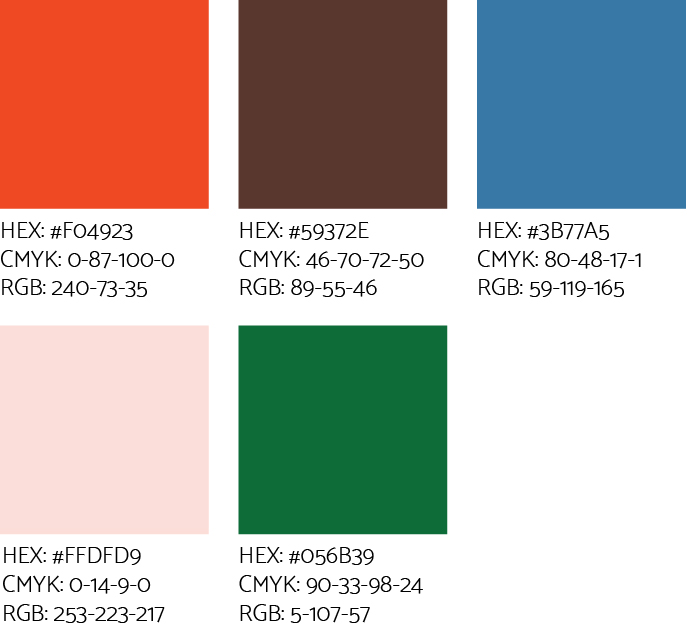 HEX: #F04923
CMYK: 0-87-100-0
RGB: 240-73-35
HEX: #59372E
CMYK: 46-70-72-50
RGB: 89-55-46
HEX: #3B77A5
CMYK: 80-48-17-1
RGB: 59-119-165
HEX: #FFDFD9
CMYK: 0-14-9-0
RGB: 253-223-217
HEX: #056B39
CMYK: 90-33-98-24
RGB: 5-107-57